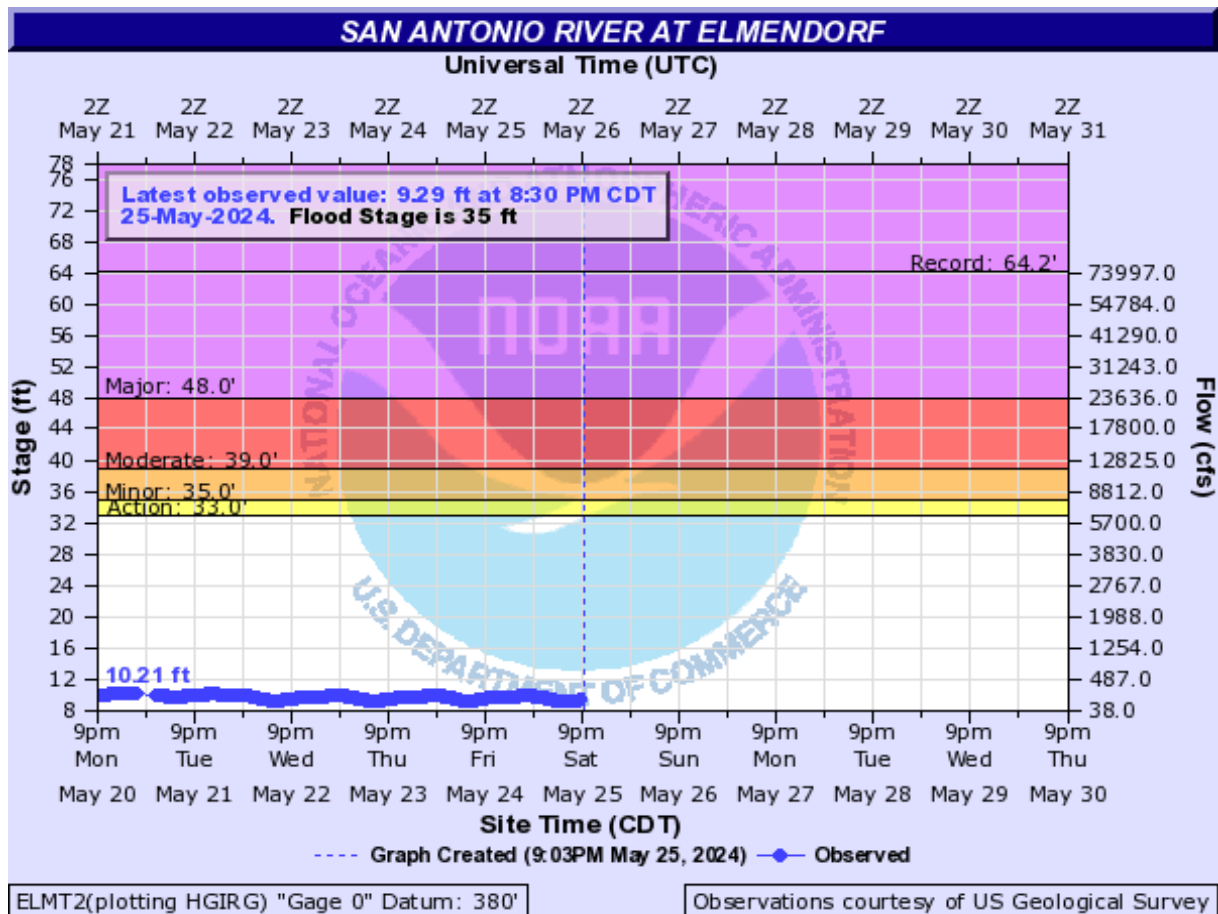 SAN ANTONIO RIVER AT ELMENDORF
Universal Time (UTC)
2Z 2Z 2Z 2Z 2Z 2Z 2Z 2Z 2Z 2Z 2Z
May 21 May 22 May 23 May 24 May 25 May 26 May 27 May 28 May 29 May 30 May 31
Latest observed value: 9.29 ft at 8:30 PM CDT
25-May-2024. Flood Stage is 35 ft
Record: 64.2'
Major: 48.0'
Moderate: 39.0'
Minor: 35.0'
Action: 33.0'
10.21 ft
NATIONAL OCEANIC AND ATMOSPHERIC ADMINISTRATION
NOAA
U.S. DEPARTMENT OF COMMERCE
Stage (ft)
78
76
72
68
64
60
56
52
48
44
40
36
32
28
24
20
16
12
8
Flow (cfs)
73997.0
54784.0
41290.0
31243.0
23636.0
17800.0
12825.0
8812.0
5700.0
3830.0
2767.0
1988.0
1254.0
487.0
38.0
9pm 9pm 9pm 9pm 9pm 9pm 9pm 9pm 9pm 9pm 9pm
Mon Tue Wed Thu Fri Sat Sun Mon Tue Wed Thu
May 20 May 21 May 22 May 23 May 24 May 25 May 26 May 27 May 28 May 29 May 30
Site Time (CDT)
Graph Created (9:03PM May 25, 2024) Observed
ELMT2(plotting HGIRG) "Gage 0" Datum: 380'
Observations courtesy of US Geological Survey